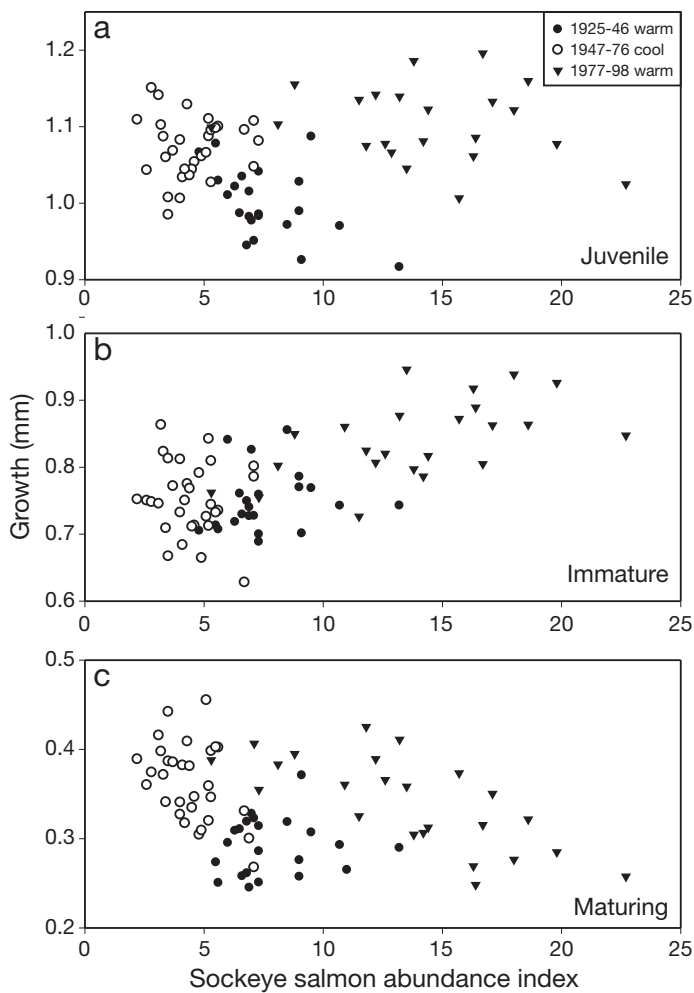 a
1925-46 warm
1947-76 cool
1977-98 warm
1.2
1.1
1.0
0.9
Juvenile
0 5 10 15 20 25
b
1.0
0.9
0.8
0.7
0.6
Immature
0 5 10 15 20 25
Growth (mm)
c
0.5
0.4
0.3
0.2
Maturing
0 5 10 15 20 25
Sockeye salmon abundance index